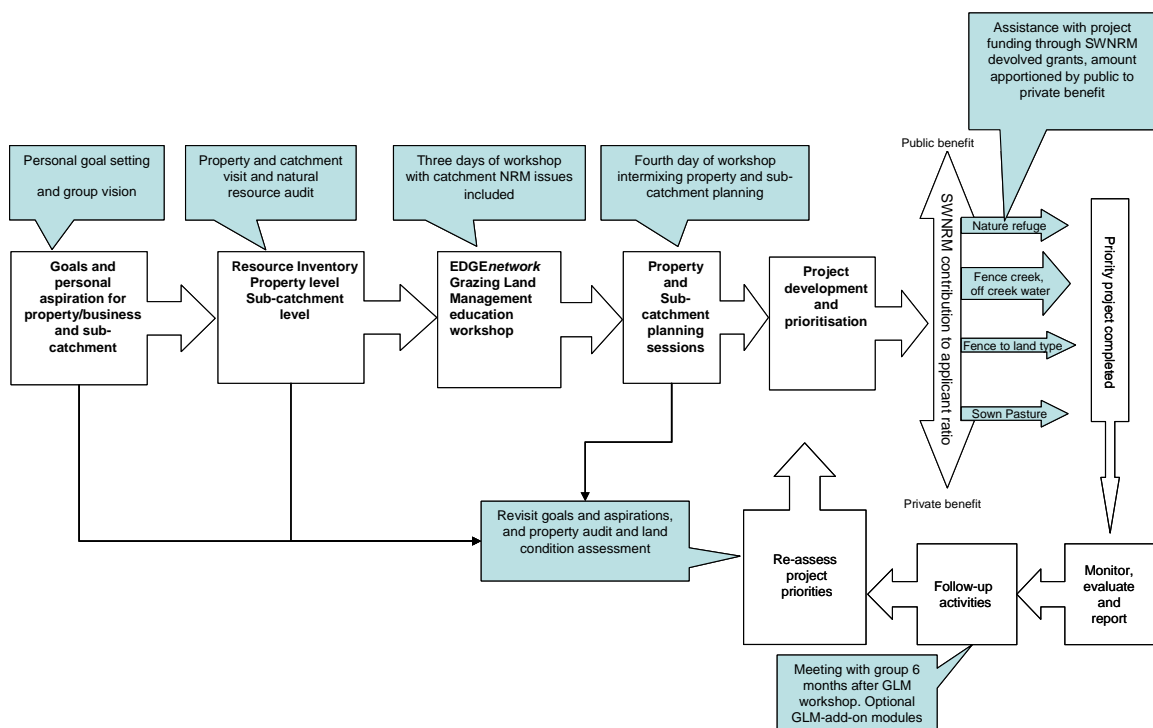 Assistance with project
funding through SWNRM
devolved grants, amount
apportioned by public to
private benefit
Public benefit
Personal goal setting
and group vision
Property and catchment
visit and natural
resource audit
Three days of workshop
with catchment NRM issues
included
Fourth day of workshop
intermixing property and sub-
catchment planning
Goals and
personal
aspiration for
property/business
and sub-
catchment
Resource Inventory
Property level
Sub-catchment
level
EDGEnetwork
Grazing Land
Management
education
workshop
Property
and
Sub-
catchment
planning
sessions
Project
development
and
prioritisation
SWNRM contribution to applicant ratio
Nature refuge
Fence creek,
off creek water
Fence to land type
Sown Pasture
Priority project completed
Private benefit
Revisit goals and aspirations,
and property audit and land
condition assessment
Re-assess
project
priorities
Follow-up
activities
Monitor,
evaluate
and
report
Meeting with group 6
months after GLM
workshop. Optional
GLM-add-on modules